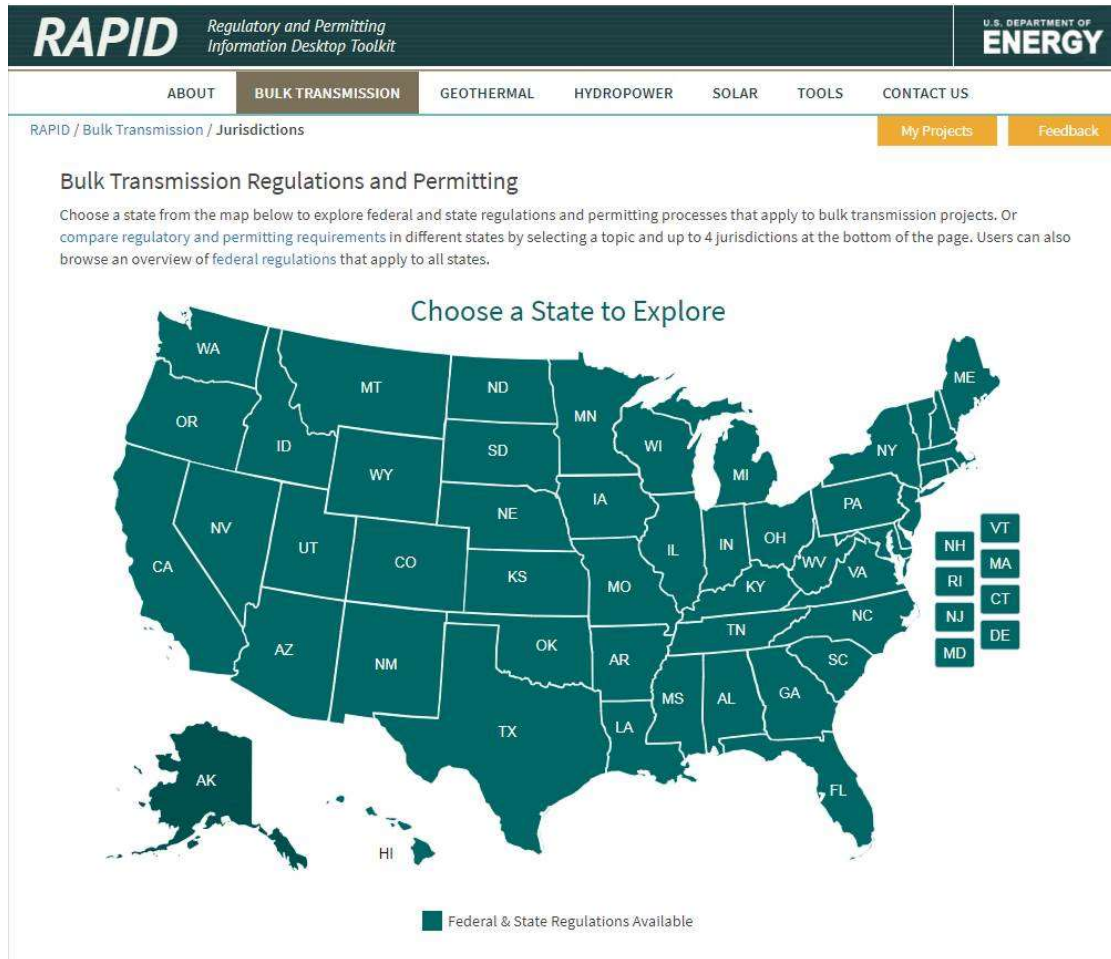 RAPID
Regulatory and Permitting
Information Desktop Toolkit
U.S. DEPARTMENT OF
ENERGY
ABOUT BULK TRANSMISSION GEOTHERMAL HYDROPOWER SOLAR TOOLS CONTACT US
RAPID / Bulk Transmission / Jurisdictions
My Projects Feedback
Bulk Transmission Regulations and Permitting
Choose a state from the map below to explore federal and state regulations and permitting processes that apply to bulk transmission projects. Or
compare regulatory and permitting requirements in different states by selecting a topic and up to 4 jurisdictions at the bottom of the page. Users can also
browse an overview of federal regulations that apply to all states.
Choose a State to Explore
WA
MT
ND
ME
OR
MN
ID
SD
WI
NY
WY
MI
IA
PA
NE
NV
VT
UT
IL
IN
OH
NH
CO
WV
MA
CA
KS
VA
RI
MO
KY
CT
NC
NJ
TN
DE
AZ
OK
MD
NM
AR
SC
MS
AL
GA
TX
LA
AK
FL
HI
Federal & State Regulations Available